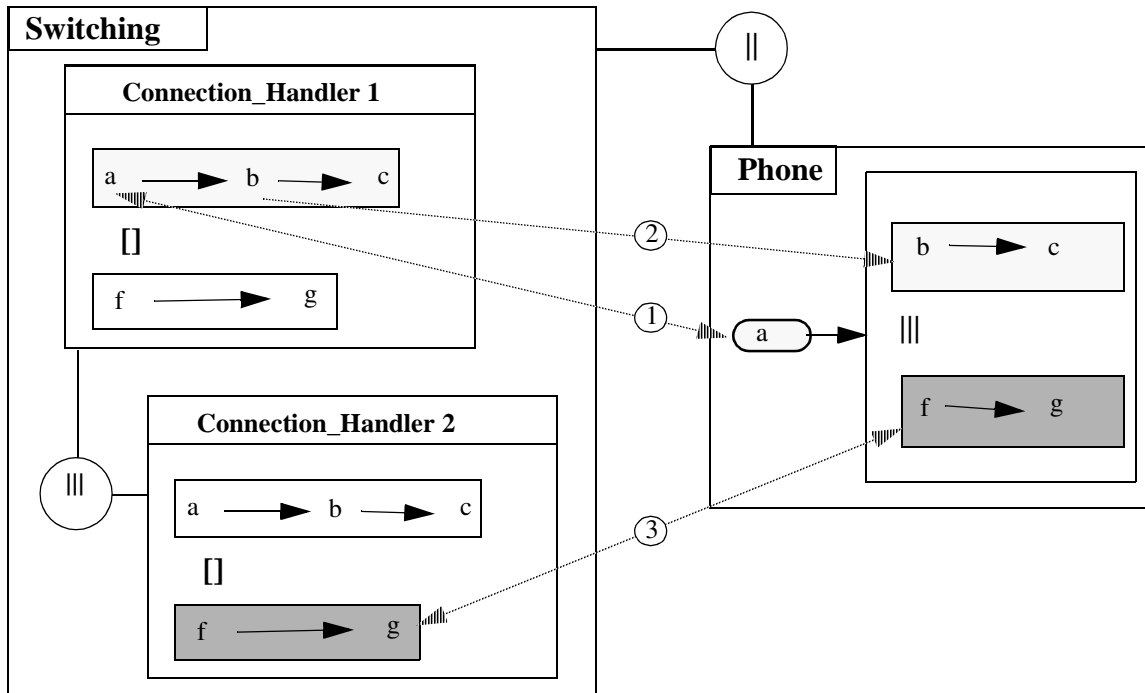 Switching
Connection_Handler 1
a b c
[]
f g
|||
Connection_Handler 2
a b c
[]
f g
||
2
1
3
Phone
b c
a
|||
f g